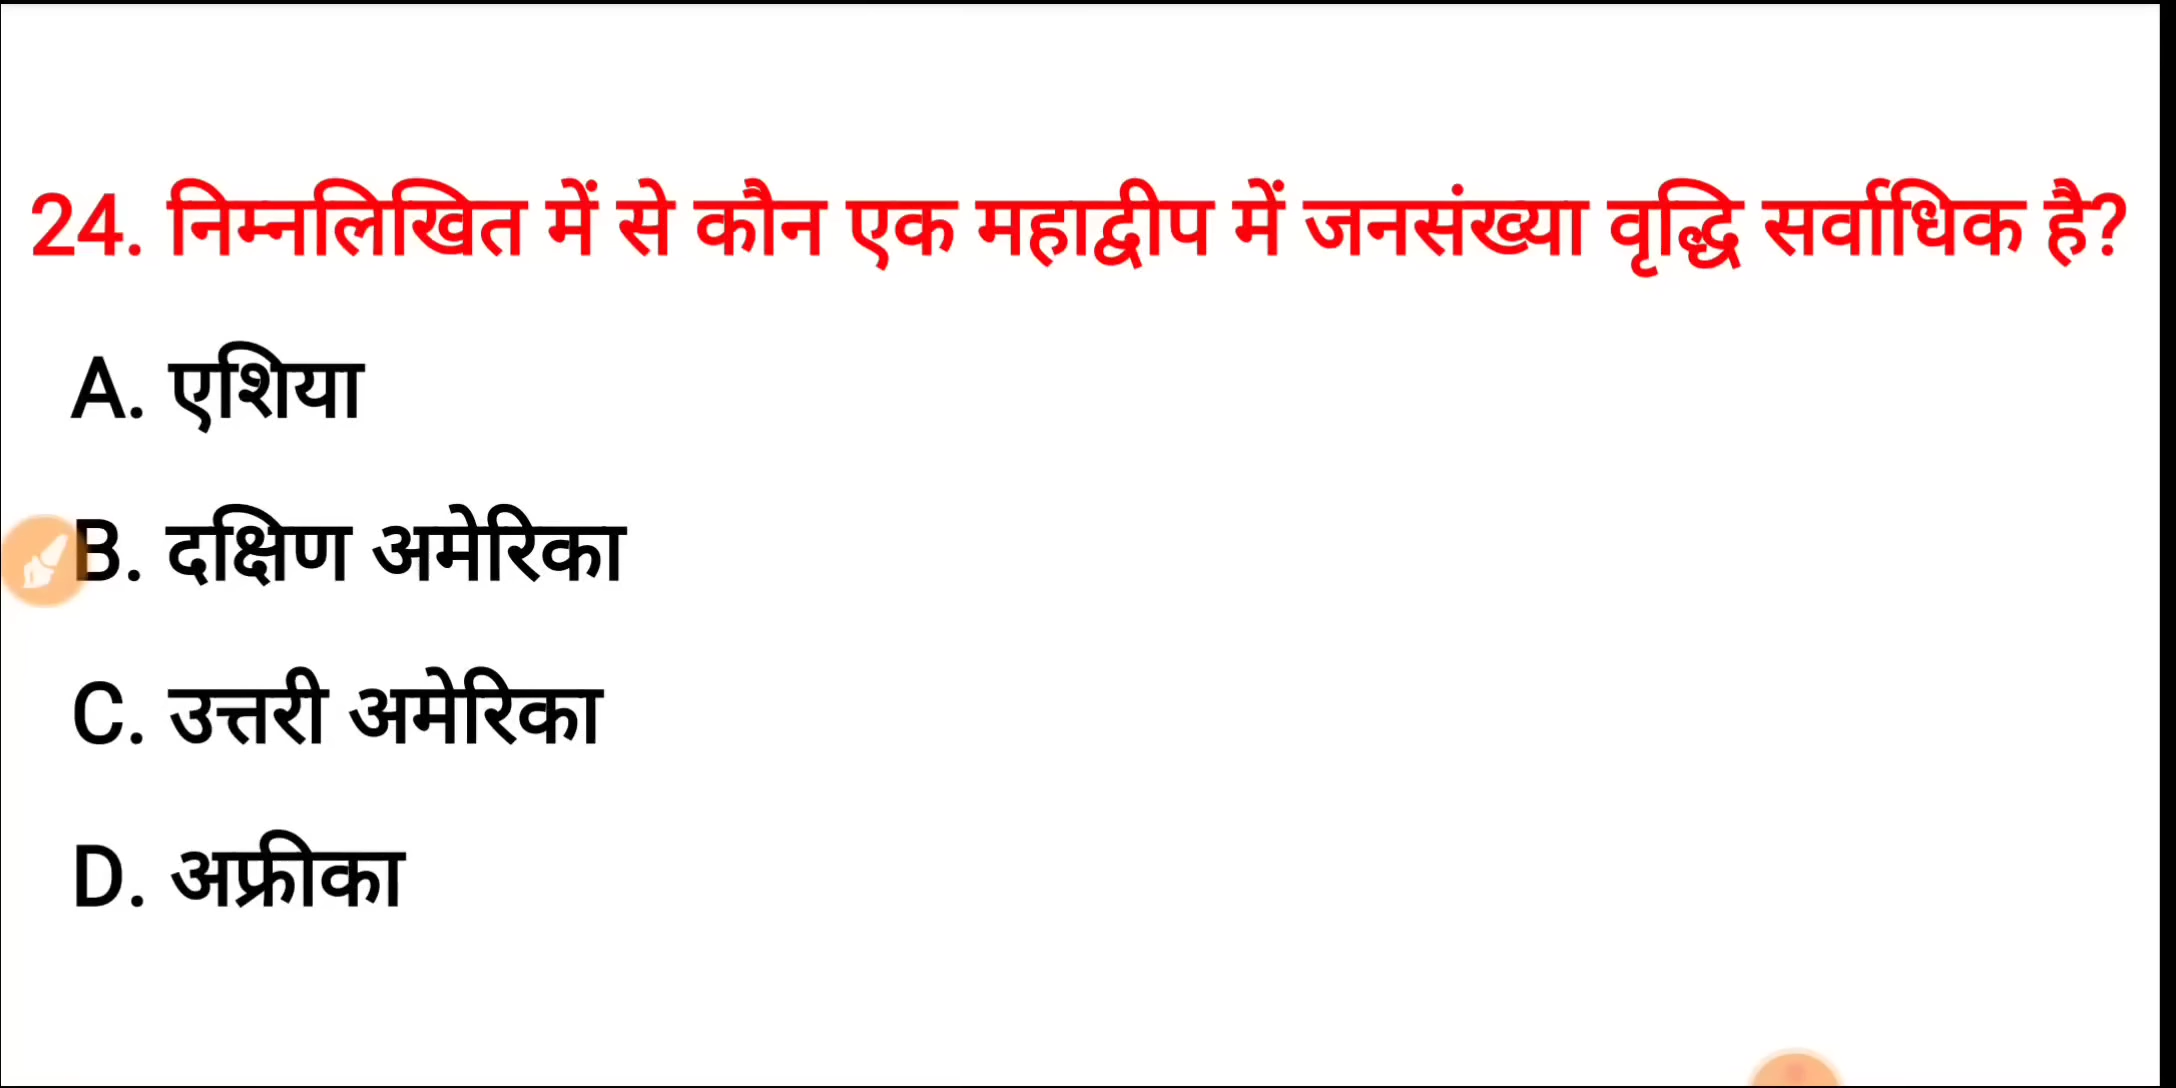 24. निम्नलिखित में से कौन एक महाद्वीप में जनसंख्या वृद्धि सर्वाधिक है?
A. एशिया
B. दक्षिण अमेरिका
C. उत्तरी अमेरिका
D. अफ्रीका